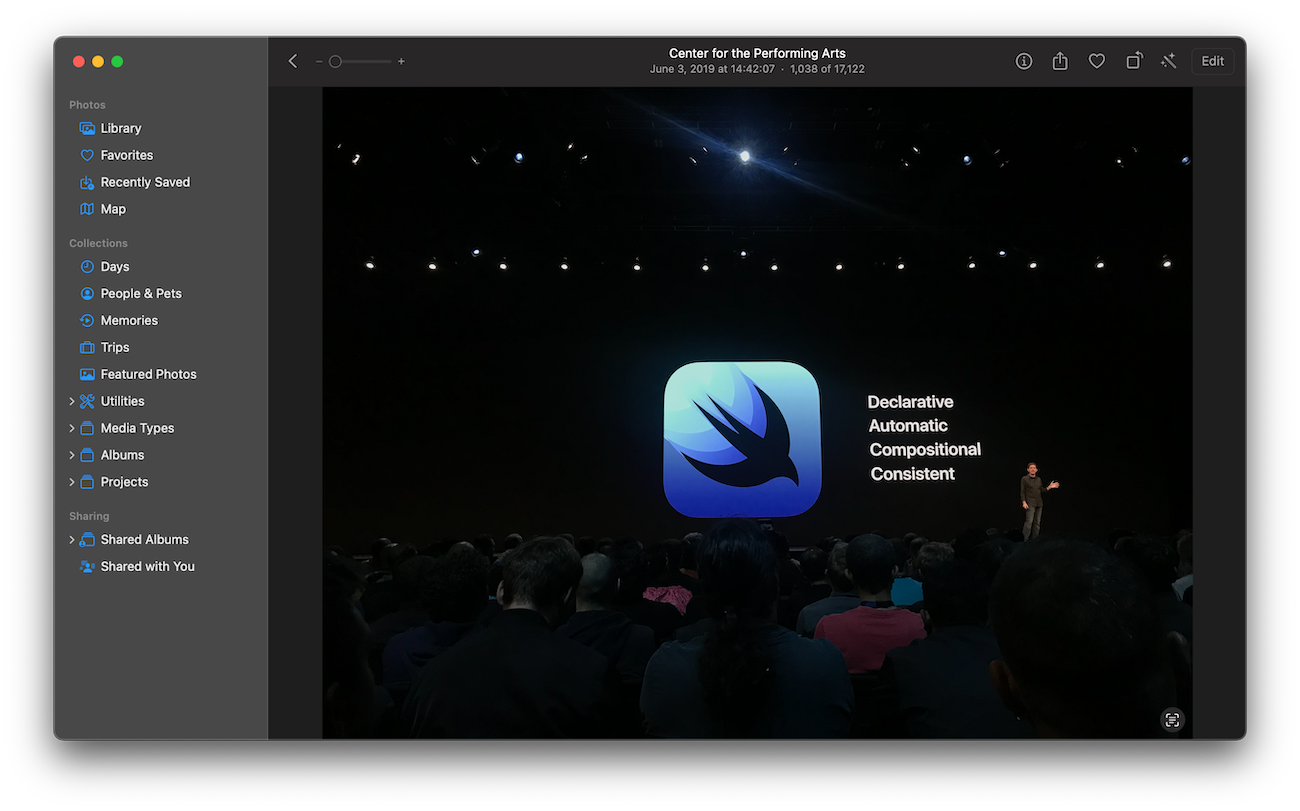 Center for the Performing Arts
June 3, 2019 at 14:42:07 · 1,038 of 17,122
Edit
Photos
Library
Favorites
Recently Saved
Map
Collections
Days
People & Pets
Memories
Trips
Featured Photos
Utilities
Media Types
Albums
Projects
Sharing
Shared Albums
Shared with You
Declarative
Automatic
Compositional
Consistent